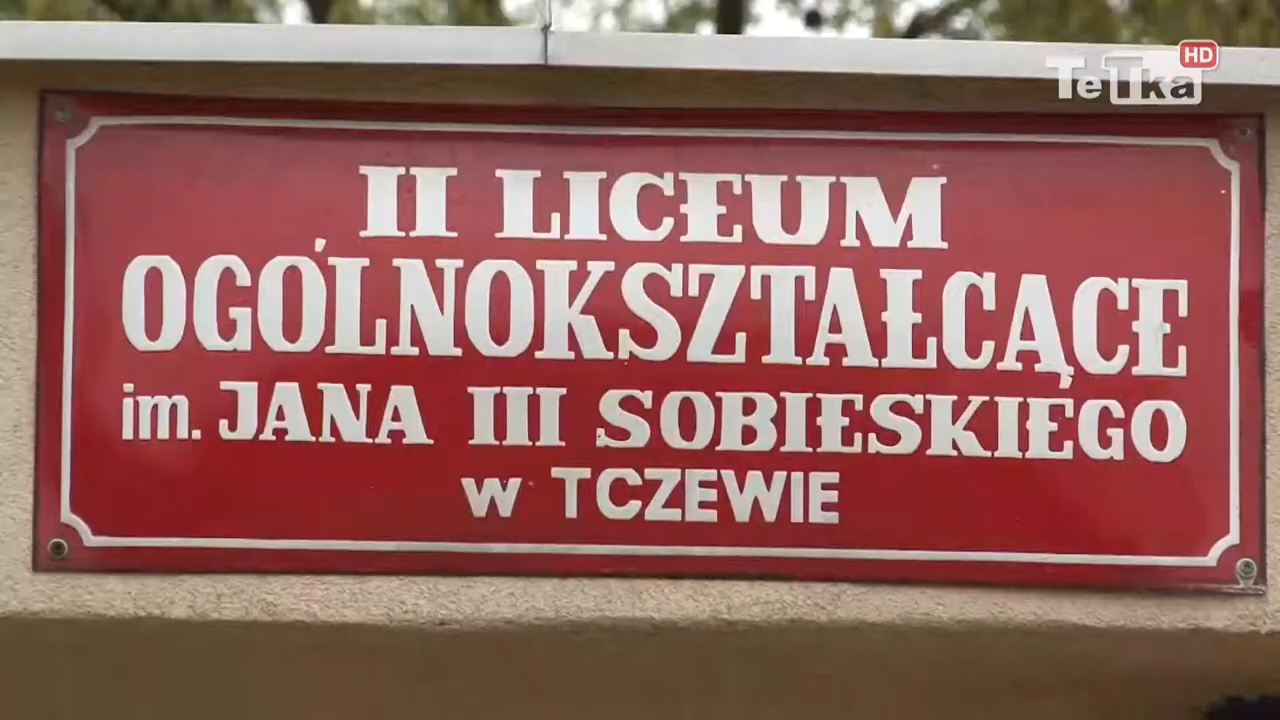 TeTka HD
II LICEUM
OGÓLNOKSZTAŁCĄCE
im. JANA III SOBIESKIEGO
w TCZEWIE